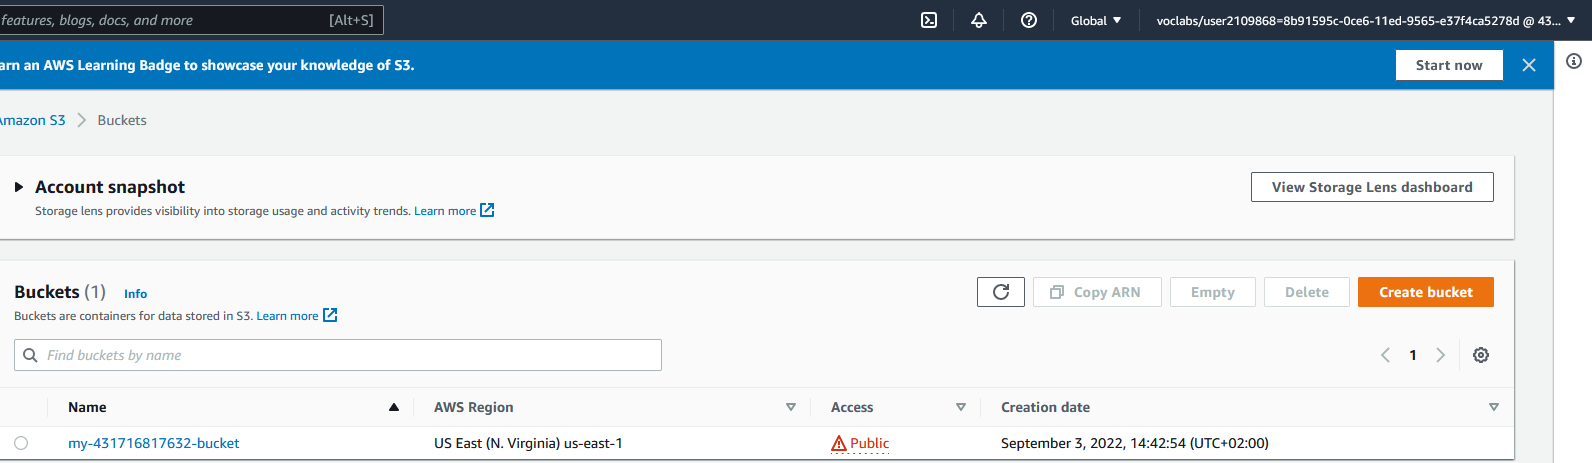 features, blogs, docs, and more [Alt+S] Global voclabs/user2109868=8b91595c-0ce6-11ed-9565-e37f4ca5278d @ 43...
arn an AWS Learning Badge to showcase your knowledge of S3. Start now
Amazon S3 Buckets
Account snapshot View Storage Lens dashboard
Storage lens provides visibility into storage usage and activity trends. Learn more
Buckets (1) Info Copy ARN Empty Delete Create bucket
Buckets are containers for data stored in S3. Learn more
Find buckets by name 1
Name AWS Region Access Creation date
my-431716817632-bucket US East (N. Virginia) us-east-1 Public September 3, 2022, 14:42:54 (UTC+02:00)